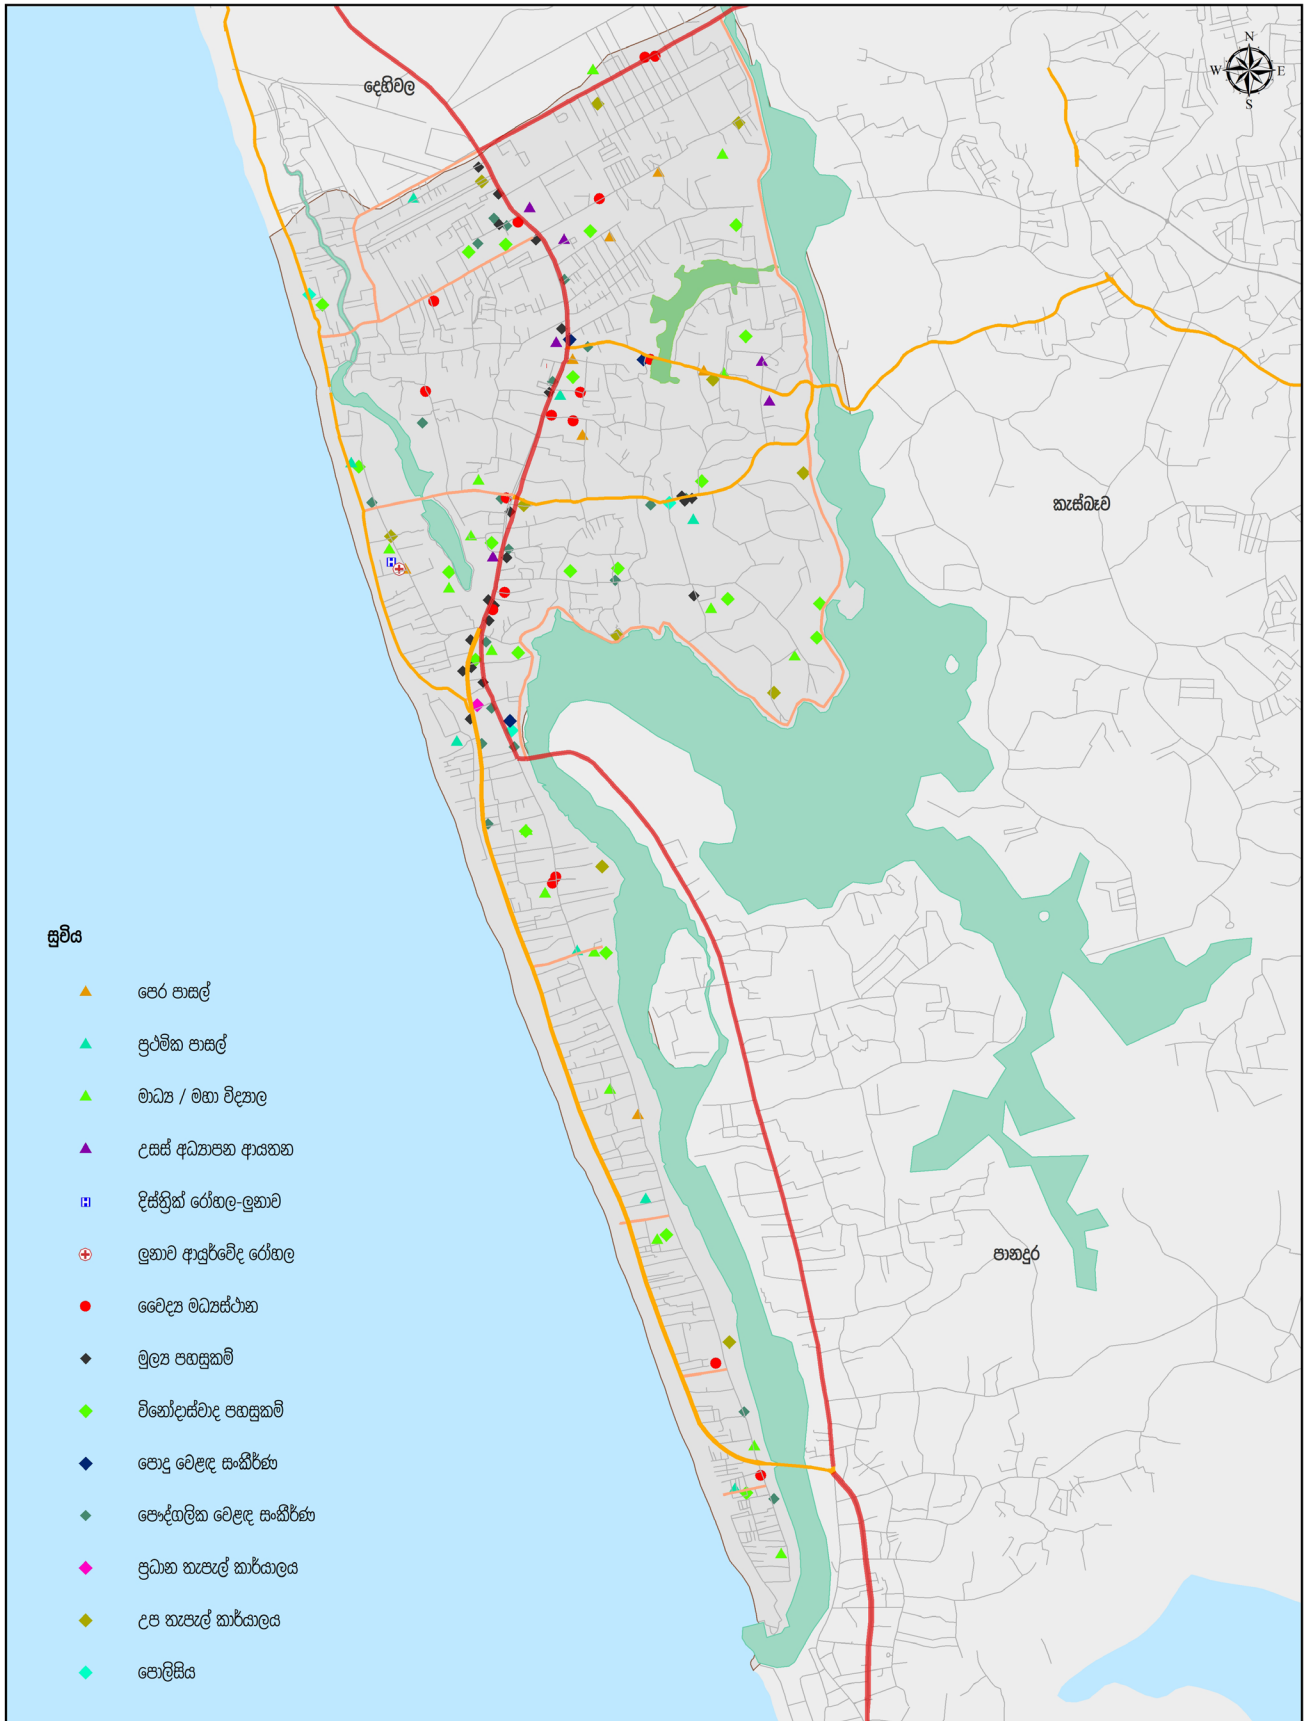 N
W E
S
දෙහිවල
කැස්බෑව
පානදුර
සූචිය
පෙර පාසල්
ප්‍රථමික පාසල්
මාධ්‍ය / මහා විද්‍යාල
උසස් අධ්‍යාපන ආයතන
දිස්ත්‍රික් රෝහල-ලුනාව
ලුනාව ආයුර්වේද රෝහල
වෛද්‍ය මධ්‍යස්ථාන
මූල්‍ය පහසුකම්
විනෝදාස්වාද පහසුකම්
පොදු වෙළඳ සංකීර්ණ
පෞද්ගලික වෙළඳ සංකීර්ණ
ප්‍රධාන තැපැල් කාර්යාලය
උප තැපැල් කාර්යාලය
පොලිසිය